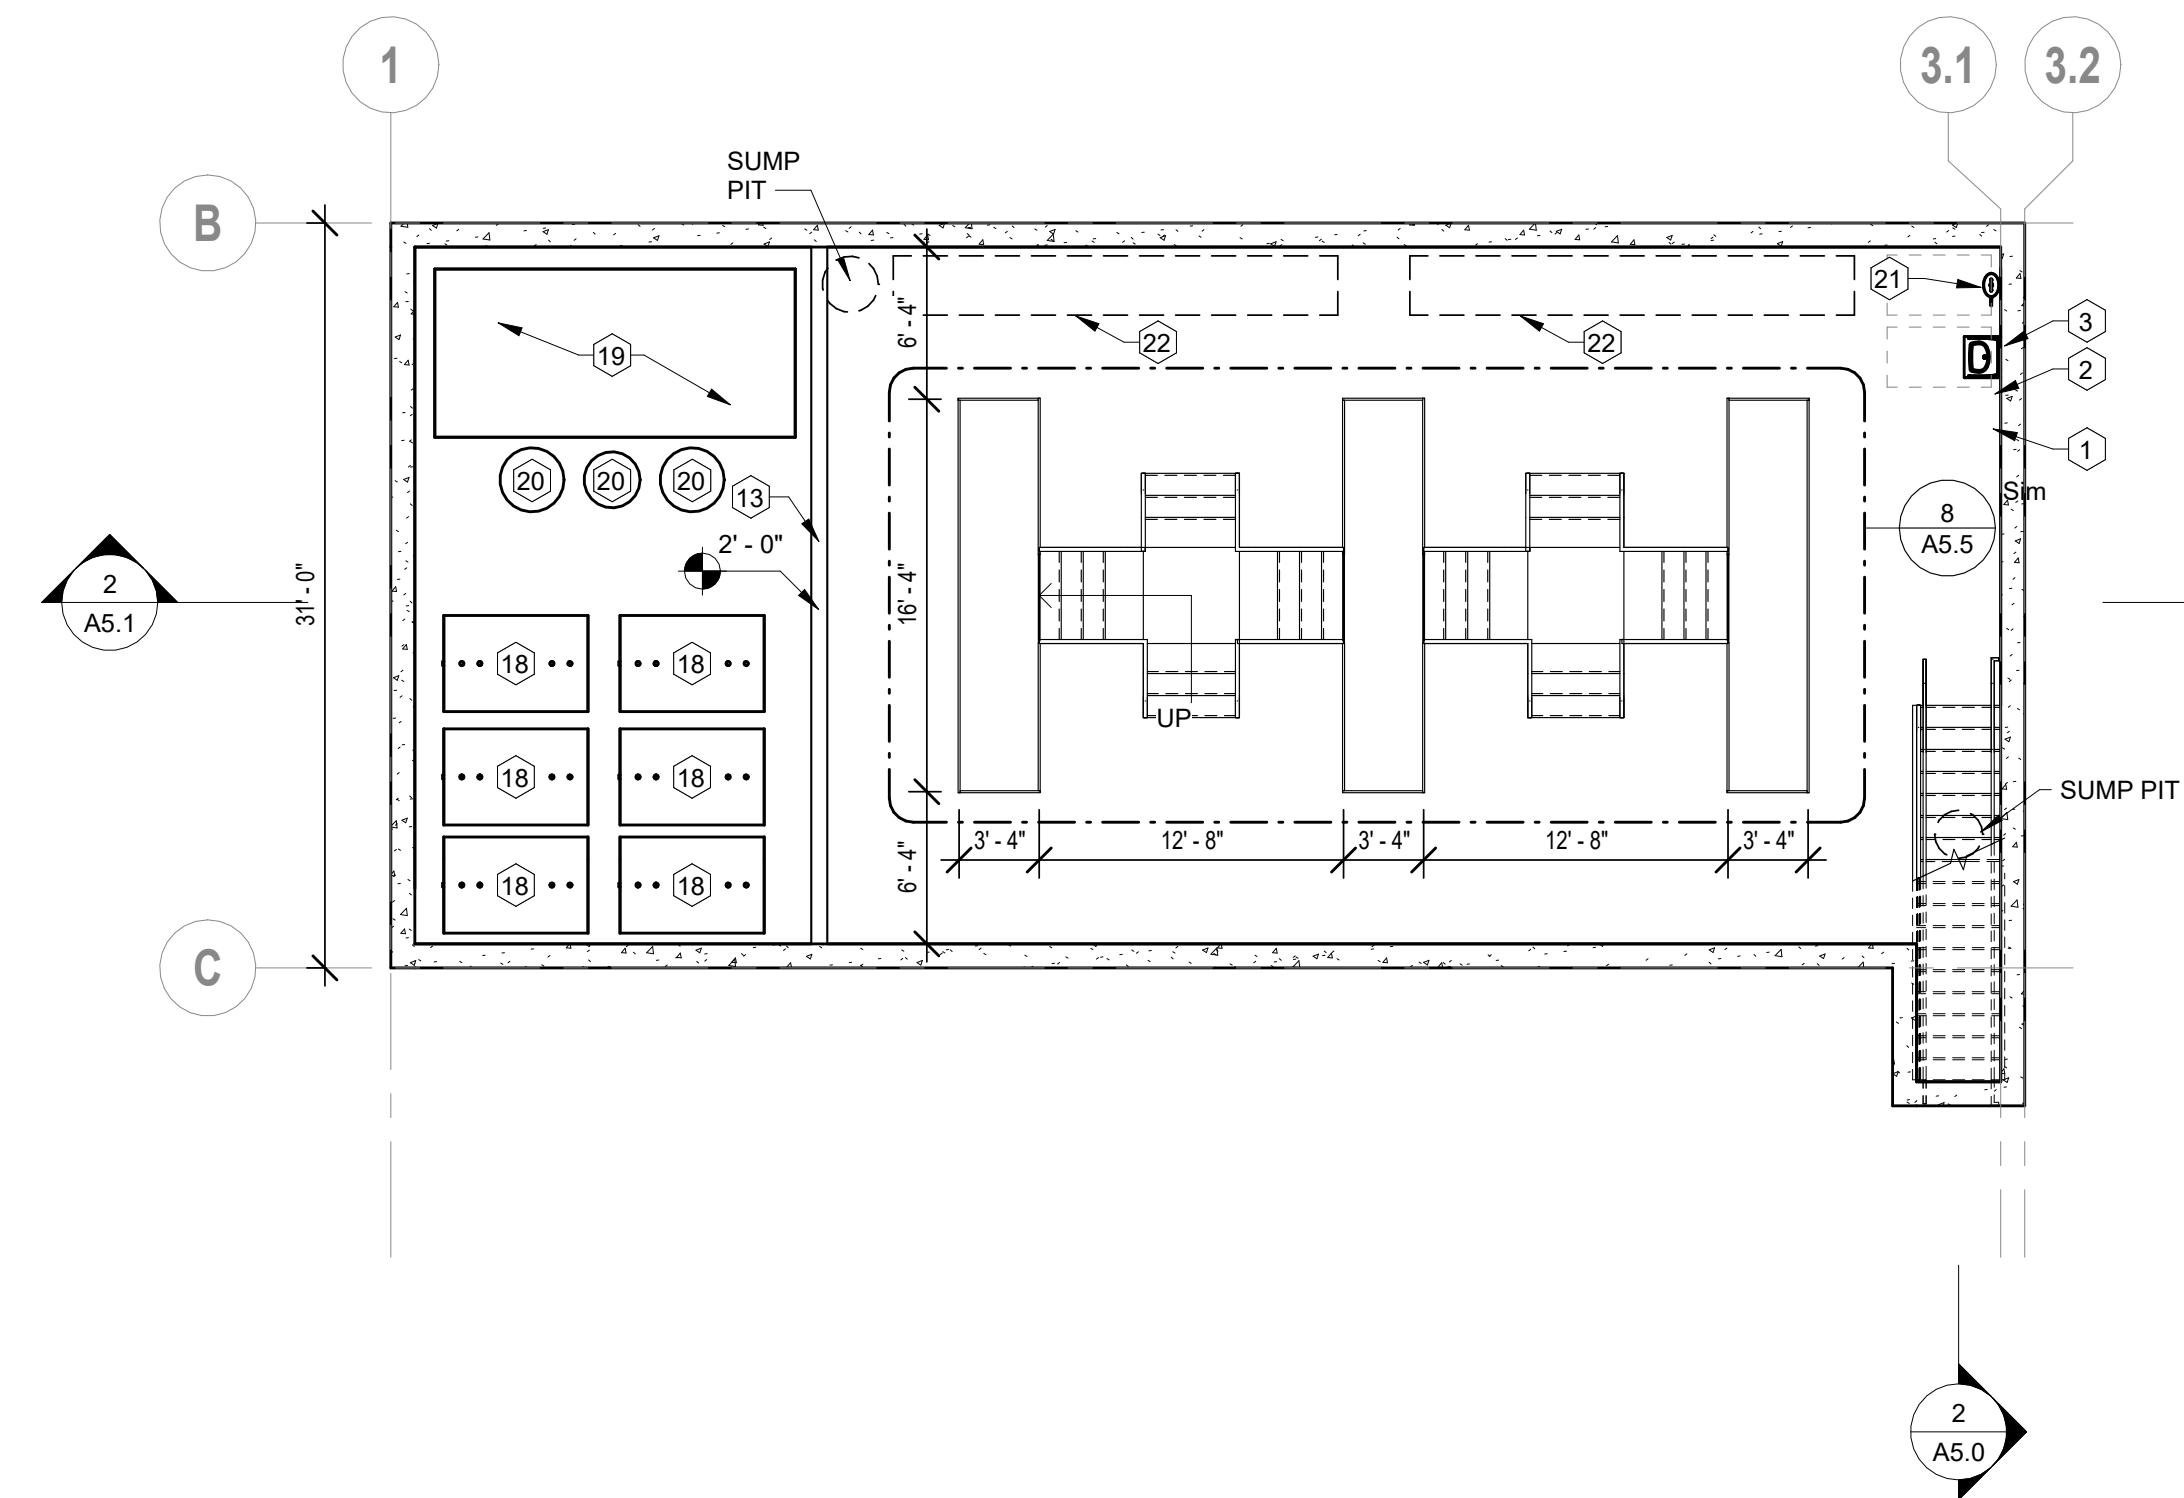 1
3.1
3.2
SUMP
PIT
B
21
3
22
22
2
19
6' - 4"
1
20
20
20
13
Sim
8
A5.5
2' - 0"
2
A5.1
31' - 0"
16' - 4"
18
18
UP
18
18
SUMP PIT
3' - 4"
12' - 8"
3' - 4"
12' - 8"
3' - 4"
6' - 4"
18
18
C
2
A5.0